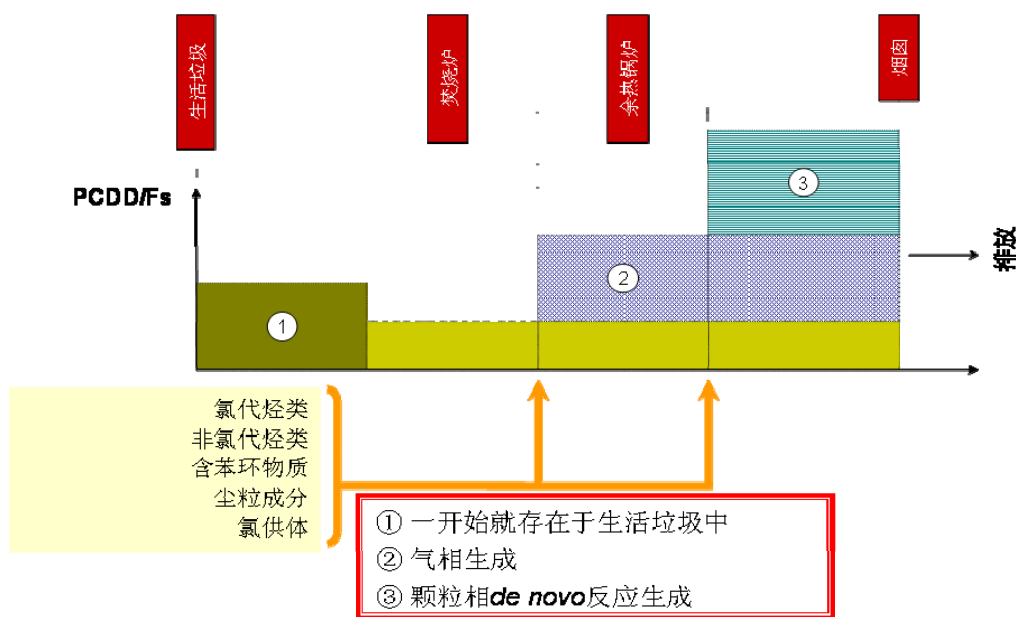 生活垃圾
焚烧炉
余热锅炉
烟囱
PCDD/Fs
③
②
①
排放
氯代烃类
非氯代烃类
含苯环物质
尘粒成分
氯供体
① 一开始就存在于生活垃圾中
② 气相生成
③ 颗粒相de novo反应生成